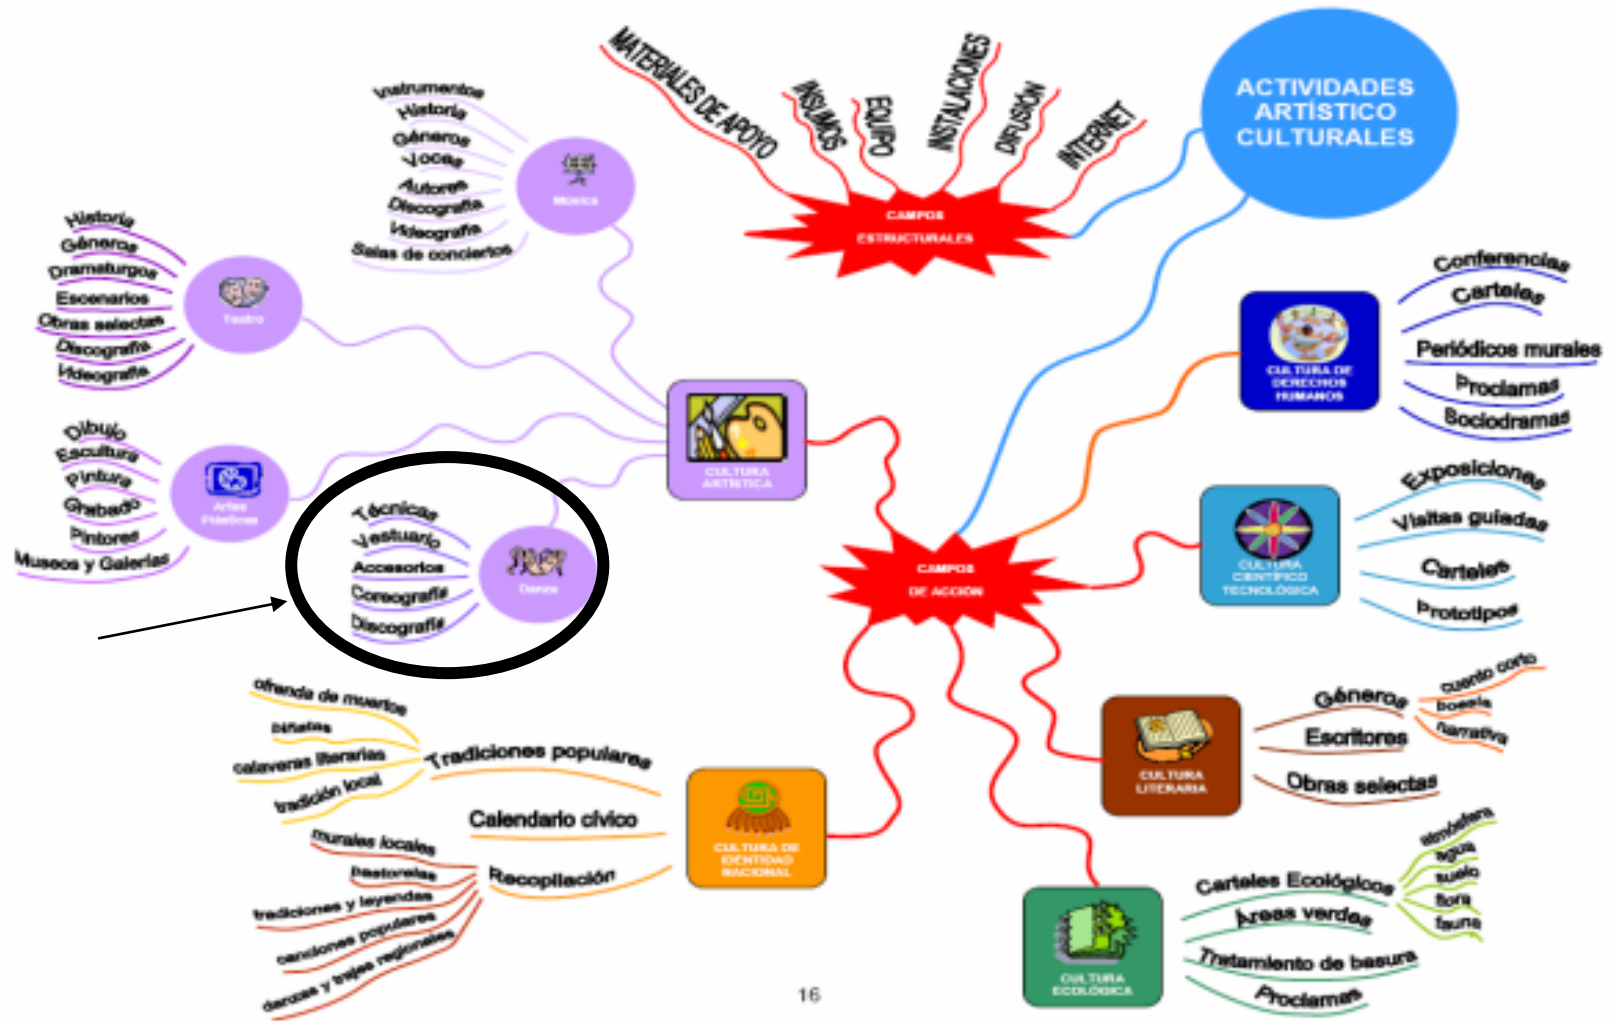 ACTIVIDADES
ARTÍSTICO
CULTURALES
MATERIALES DE APOYO
INSUMOS
EQUIPO
INSTALACIONES
DIFUSIÓN
INTERNET
CAMPOS
ESTRUCTURALES
Instrumentos
Historia
Géneros
Voces
Autores
Discografía
Videografía
Salas de conciertos
Música
Historia
Géneros
Dramaturgos
Escenarios
Obras selectas
Discografía
Videografía
Teatro
Dibujo
Escultura
Pintura
Grabado
Pintores
Museos y Galerías
Artes
Plásticas
Técnicas
Vestuario
Accesorios
Coreografía
Discografía
Danza
CULTURA
ARTÍSTICA
CAMPOS
DE ACCIÓN
CULTURA DE
DERECHOS
HUMANOS
Conferencias
Carteles
Periódicos murales
Proclamas
Sociodramas
CULTURA
CIENTÍFICO
TECNOLÓGICA
Exposiciones
Visitas guiadas
Carteles
Prototipos
CULTURA
LITERARIA
Géneros
cuento corto
poesía
narrativa
Escritores
Obras selectas
CULTURA
ECOLÓGICA
Carteles Ecológicos
atmósfera
agua
suelo
flora
fauna
Áreas verdes
Tratamiento de basura
Proclamas
CULTURA DE
IDENTIDAD
NACIONAL
Tradiciones populares
ofrenda de muertos
piñatas
calaveras literarias
tradición local
Calendario cívico
Recopilación
murales locales
pastorelas
tradiciones y leyendas
canciones populares
danzas y trajes regionales
16